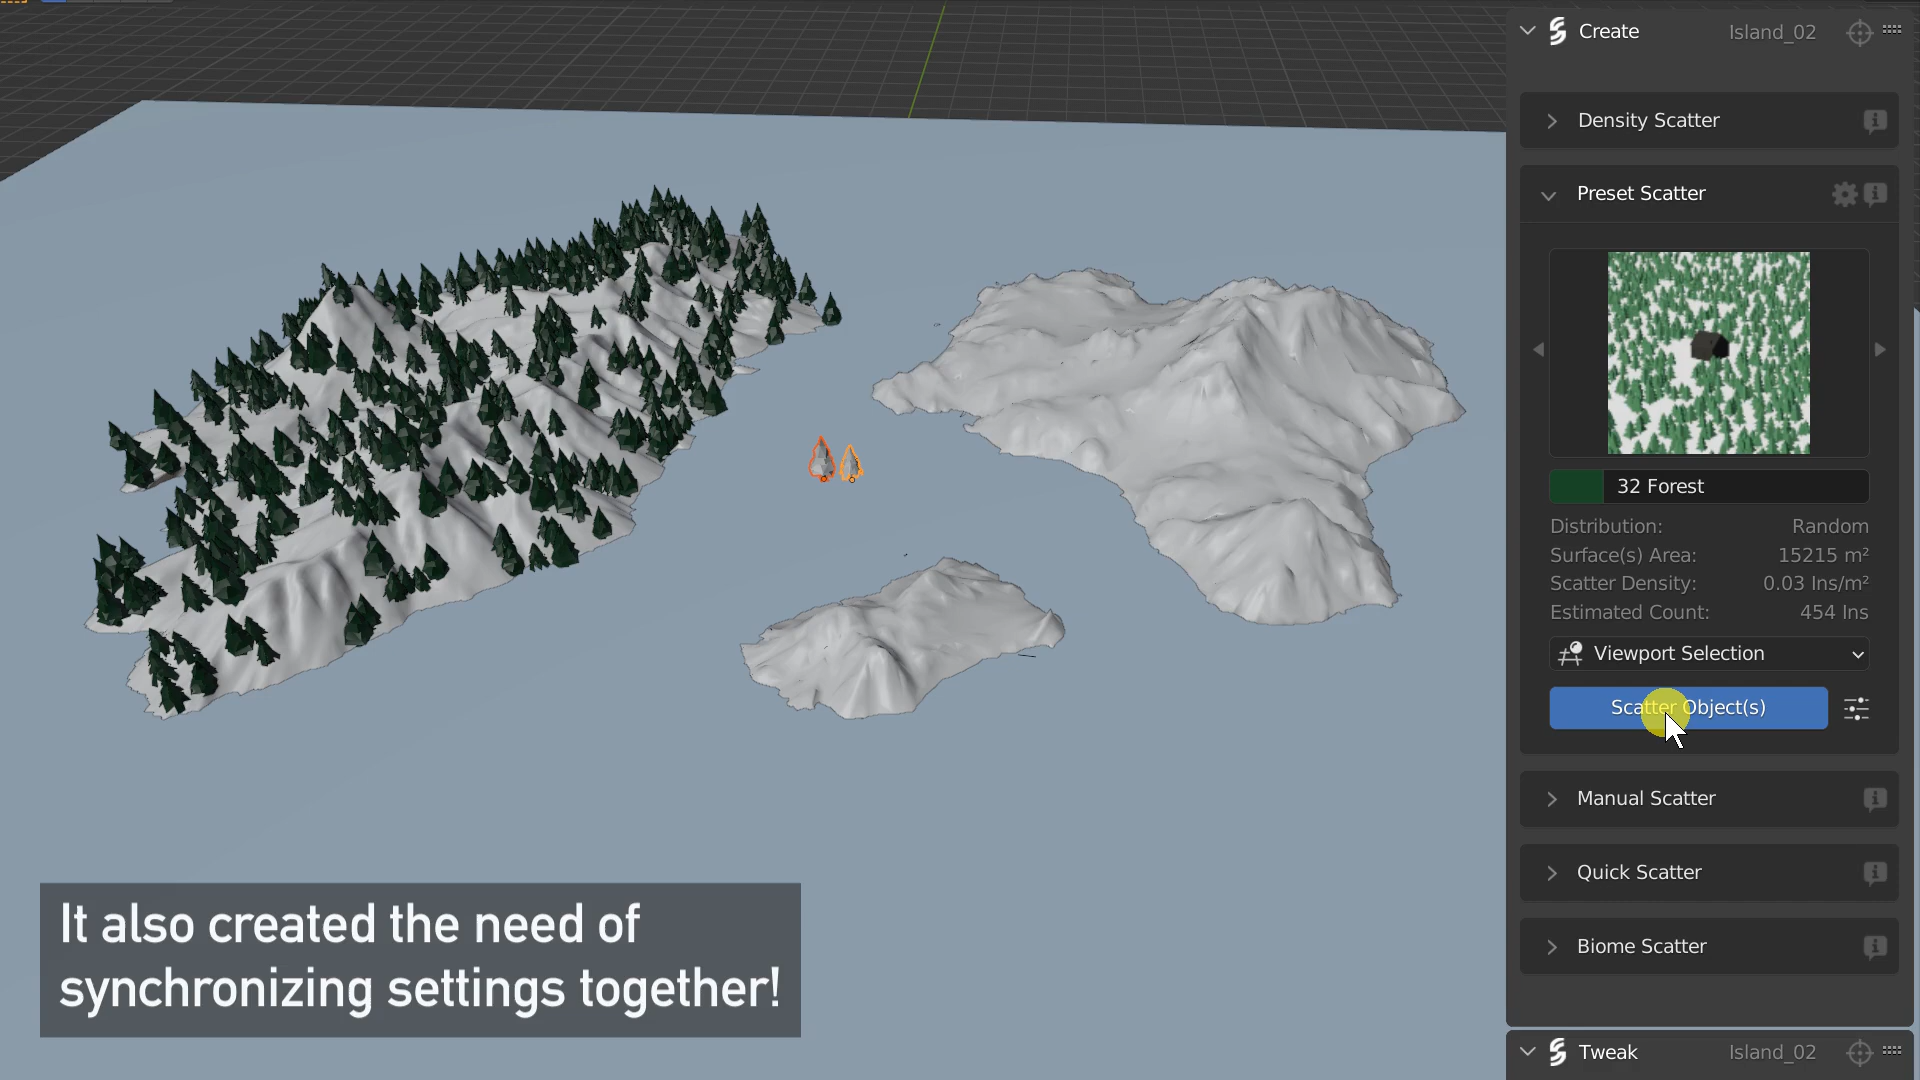 Create Island_02
Density Scatter
Preset Scatter
32 Forest
Distribution: Random
Surface(s) Area: 15215 m²
Scatter Density: 0.03 Ins/m²
Estimated Count: 454 Ins
Viewport Selection
Scatter Object(s)
Manual Scatter
Quick Scatter
Biome Scatter
Tweak Island_02
It also created the need of
synchronizing settings together!